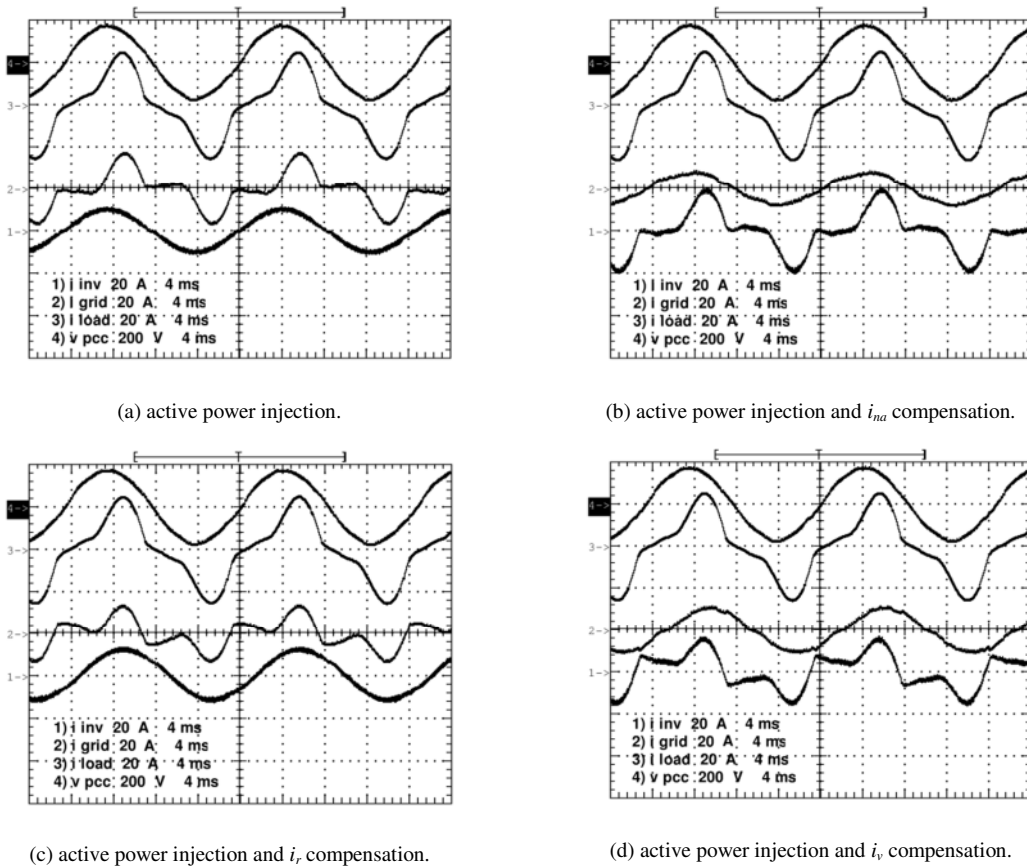 4->
3->
2->
1->
1) i inv 20 A 4 ms
2) I grid 20 A 4 ms
3) i load 20 A 4 ms
4) v pcc 200 V 4 ms
(a) active power injection.
4->
3->
2->
1->
1) i inv 20 A 4 ms
2) I grid 20 A 4 ms
3) I load 20 A 4 ms
4) v pcc 200 V 4 ms
(b) active power injection and ina compensation.
4->
3->
2->
1->
1) i inv 20 A 4 ms
2) I grid 20 A 4 ms
3) i load 20 A 4 ms
4) v pcc 200 V 4 ms
(c) active power injection and ir compensation.
4->
3->
2->
1->
1) i inv 20 A 4 ms
2) I grid 20 A 4 ms
3) I load 20 A 4 ms
4) v pcc 200 V 4 ms
(d) active power injection and iv compensation.